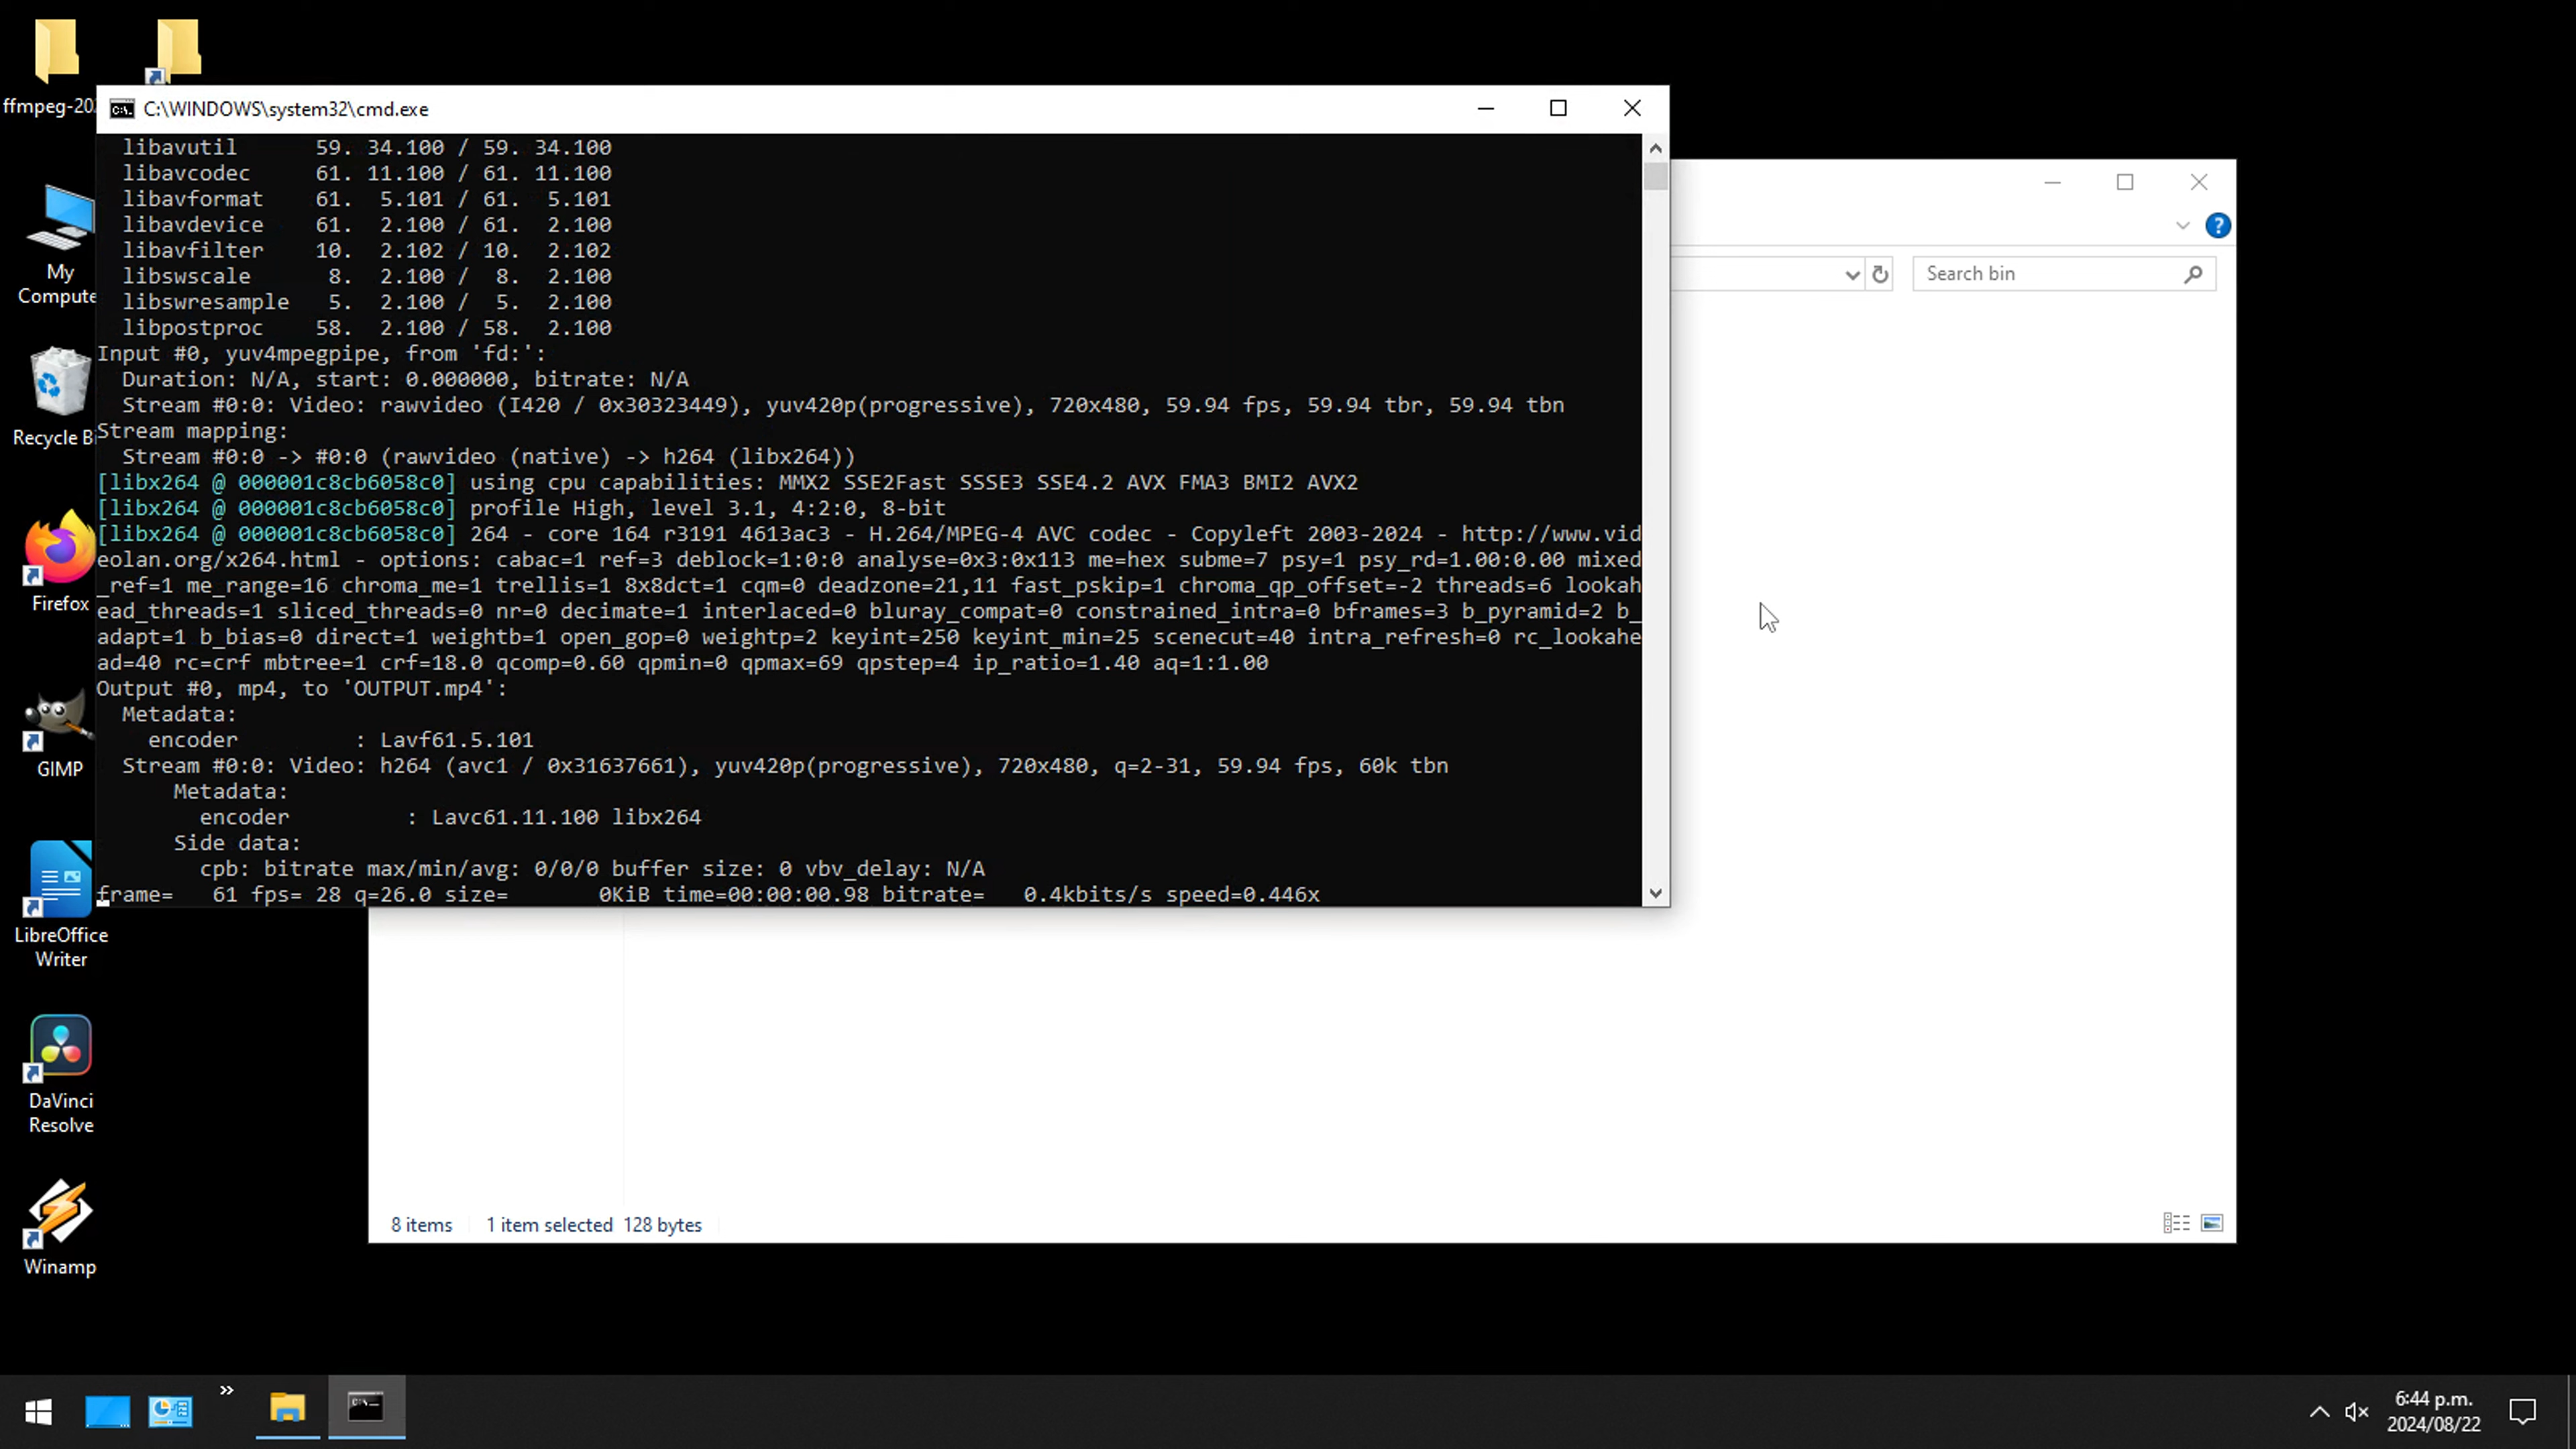 ffmpeg-20
C:\WINDOWS\system32\cmd.exe
libavutil      59. 34.100 / 59. 34.100
libavcodec     61. 11.100 / 61. 11.100
libavformat    61.  5.101 / 61.  5.101
libavdevice    61.  2.100 / 61.  2.100
libavfilter    10.  2.102 / 10.  2.102
libswscale      8.  2.100 /  8.  2.100
libswresample   5.  2.100 /  5.  2.100
libpostproc    58.  2.100 / 58.  2.100
Input #0, yuv4mpegpipe, from 'fd:':
Duration: N/A, start: 0.000000, bitrate: N/A
Stream #0:0: Video: rawvideo (I420 / 0x30323449), yuv420p(progressive), 720x480, 59.94 fps, 59.94 tbr, 59.94 tbn
Stream mapping:
Stream #0:0 -> #0:0 (rawvideo (native) -> h264 (libx264))
[libx264 @ 000001c8cb6058c0] using cpu capabilities: MMX2 SSE2Fast SSSE3 SSE4.2 AVX FMA3 BMI2 AVX2
[libx264 @ 000001c8cb6058c0] profile High, level 3.1, 4:2:0, 8-bit
[libx264 @ 000001c8cb6058c0] 264 - core 164 r3191 4613ac3 - H.264/MPEG-4 AVC codec - Copyleft 2003-2024 - http://www.vid
eolan.org/x264.html - options: cabac=1 ref=3 deblock=1:0:0 analyse=0x3:0x113 me=hex subme=7 psy=1 psy_rd=1.00:0.00 mixed
_ref=1 me_range=16 chroma_me=1 trellis=1 8x8dct=1 cqm=0 deadzone=21,11 fast_pskip=1 chroma_qp_offset=-2 threads=6 lookah
ead_threads=1 sliced_threads=0 nr=0 decimate=1 interlaced=0 bluray_compat=0 constrained_intra=0 bframes=3 b_pyramid=2 b_
adapt=1 b_bias=0 direct=1 weightb=1 open_gop=0 weightp=2 keyint=250 keyint_min=25 scenecut=40 intra_refresh=0 rc_lookahe
ad=40 rc=crf mbtree=1 crf=18.0 qcomp=0.60 qpmin=0 qpmax=69 qpstep=4 ip_ratio=1.40 aq=1:1.00
Output #0, mp4, to 'OUTPUT.mp4':
Metadata:
encoder         : Lavf61.5.101
Stream #0:0: Video: h264 (avc1 / 0x31637661), yuv420p(progressive), 720x480, q=2-31, 59.94 fps, 60k tbn
Metadata:
encoder         : Lavc61.11.100 libx264
Side data:
cpb: bitrate max/min/avg: 0/0/0 buffer size: 0 vbv_delay: N/A
frame=   61 fps= 28 q=26.0 size=       0KiB time=00:00:00.98 bitrate=   0.4kbits/s speed=0.446x
Search bin
8 items
1 item selected 128 bytes
My
Compute
Recycle Bi
Firefox
GIMP
LibreOffice
Writer
DaVinci
Resolve
Winamp
6:44 p.m.
2024/08/22